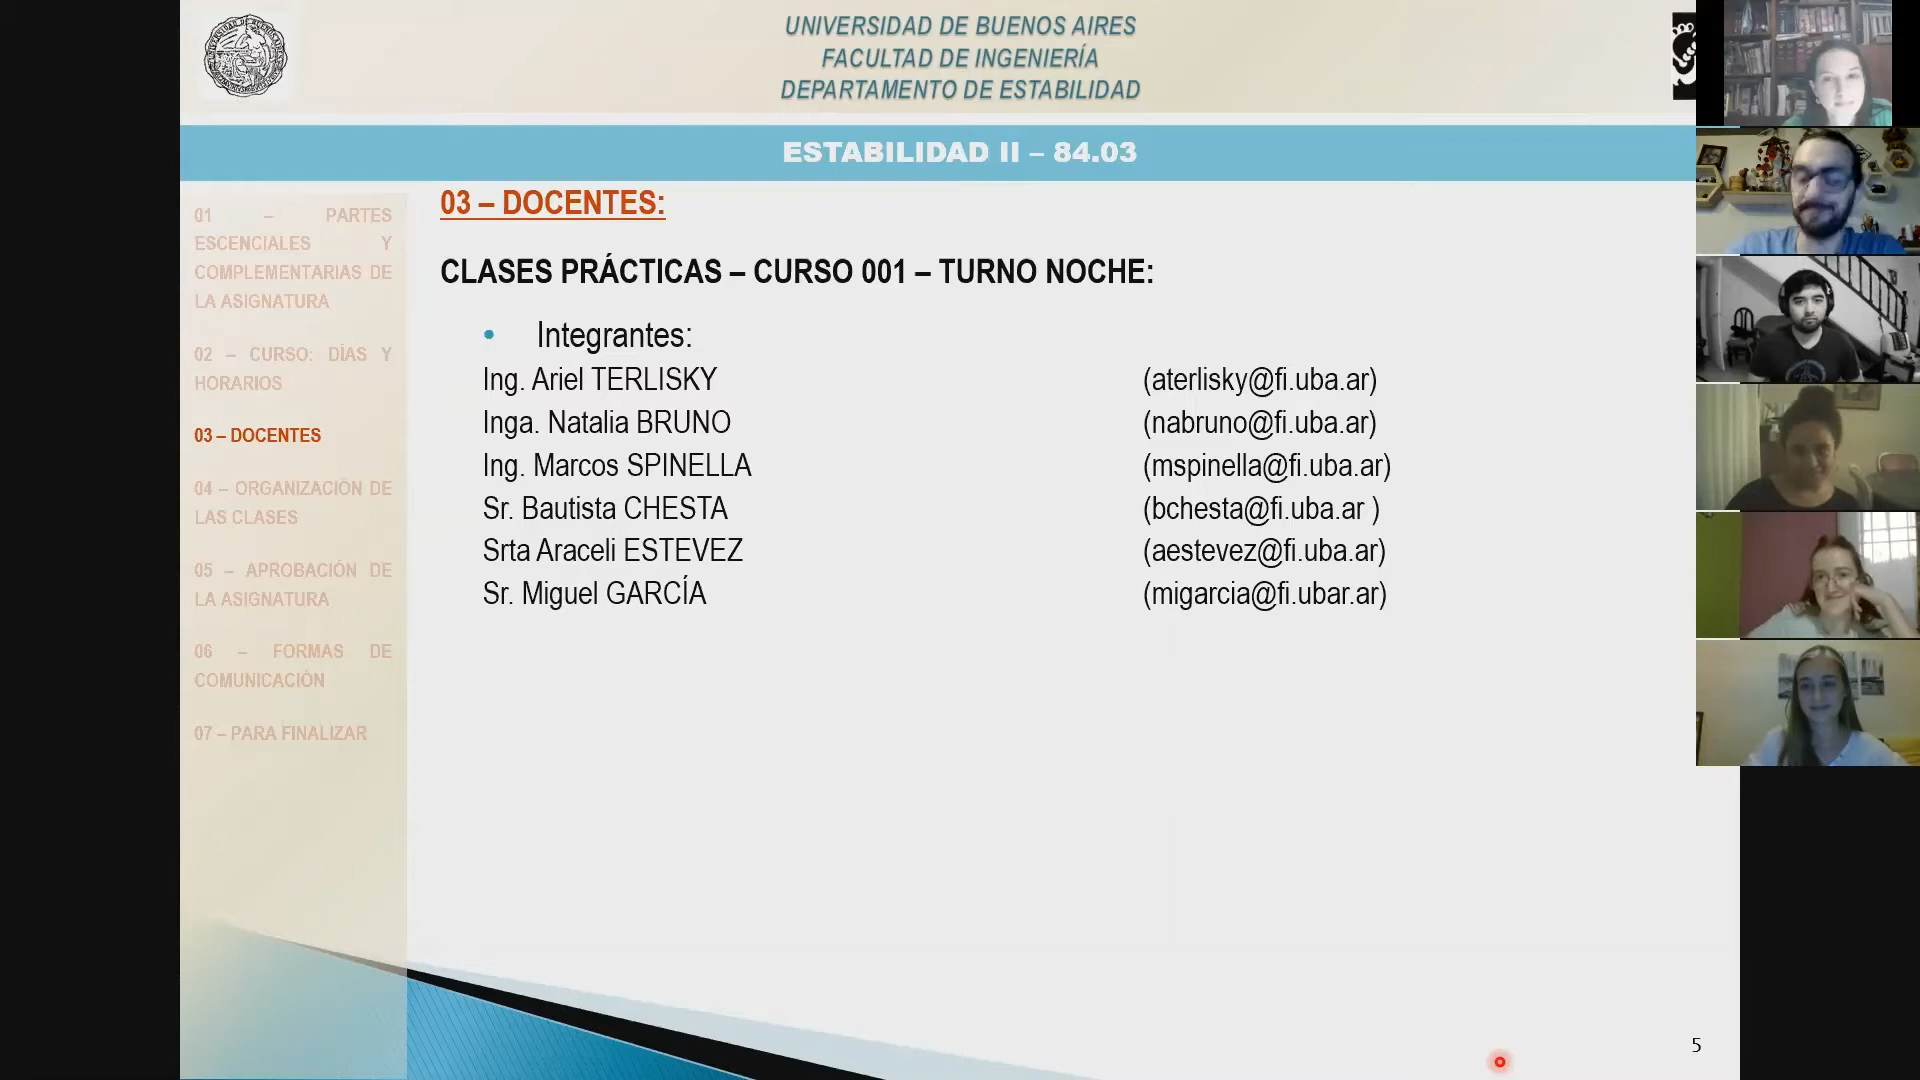 UNIVERSIDAD DE BUENOS AIRES
FACULTAD DE INGENIERÍA
DEPARTAMENTO DE ESTABILIDAD
ESTABILIDAD II – 84.03
01 – PARTES
ESCENCIALES Y
COMPLEMENTARIAS DE
LA ASIGNATURA
02 – CURSO: DÍAS Y
HORARIOS
03 – DOCENTES
04 – ORGANIZACIÓN DE
LAS CLASES
05 – APROBACIÓN DE
LA ASIGNATURA
06 – FORMAS DE
COMUNICACIÓN
07 – PARA FINALIZAR
03 – DOCENTES:
CLASES PRÁCTICAS – CURSO 001 – TURNO NOCHE:
• Integrantes:
Ing. Ariel TERLISKY (aterlisky@fi.uba.ar)
Inga. Natalia BRUNO (nabruno@fi.uba.ar)
Ing. Marcos SPINELLA (mspinella@fi.uba.ar)
Sr. Bautista CHESTA (bchesta@fi.uba.ar )
Srta Araceli ESTEVEZ (aestevez@fi.uba.ar)
Sr. Miguel GARCÍA (migarcia@fi.ubar.ar)
5